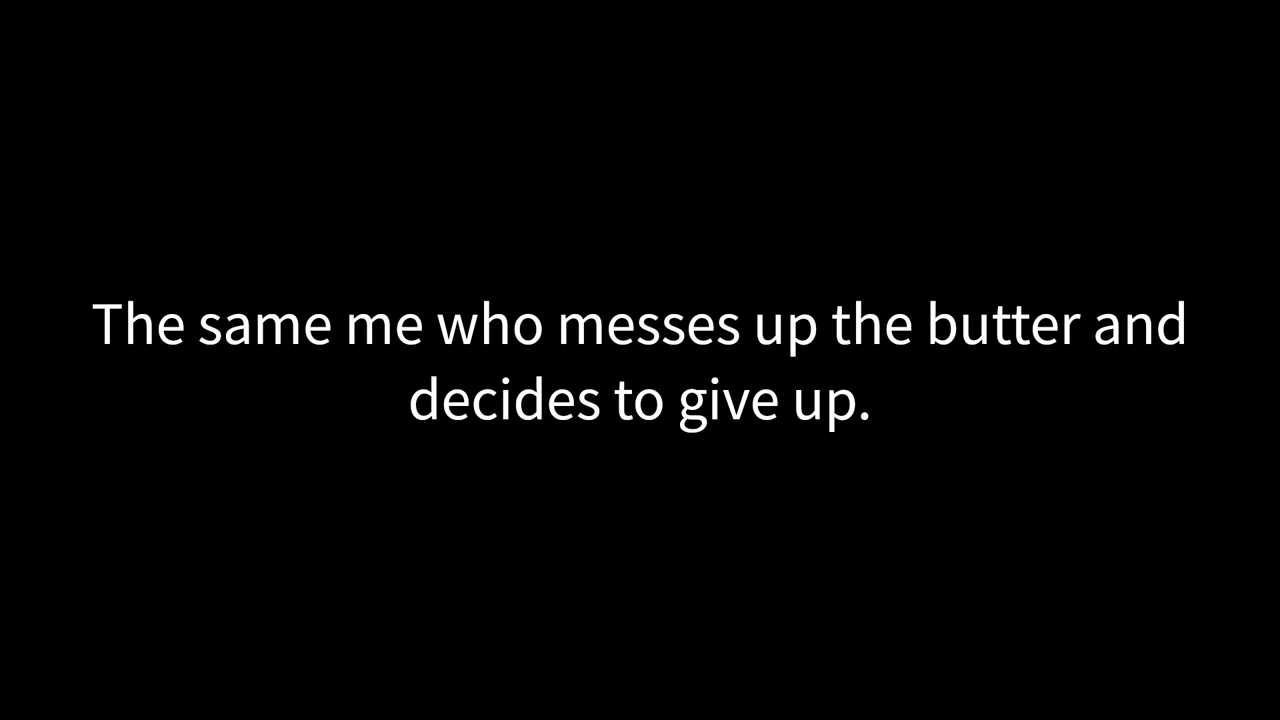 The same me who messes up the butter and
decides to give up.